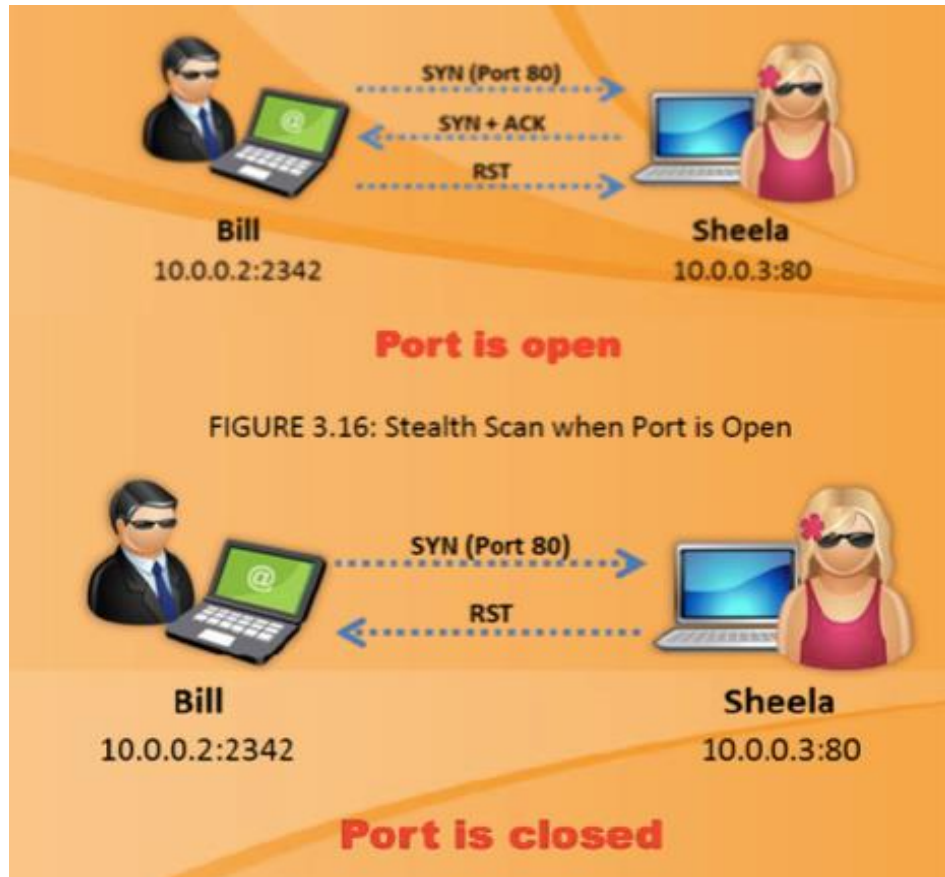 SYN (Port 80)
@
SYN + ACK
RST
Bill
Sheela
10.0.0.2:2342
10.0.0.3:80
Port is open
FIGURE 3.16: Stealth Scan when Port is Open
SYN (Port 80)
@
RST
Bill
Sheela
10.0.0.2:2342
10.0.0.3:80
Port is closed